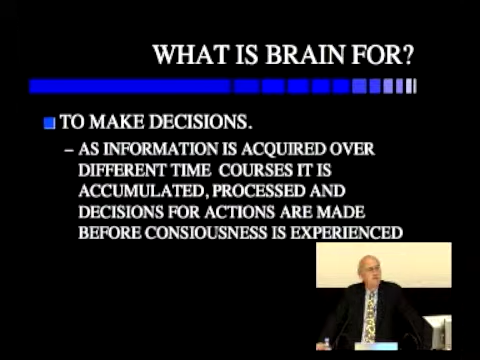 WHAT IS BRAIN FOR?
TO MAKE DECISIONS.
– AS INFORMATION IS ACQUIRED OVER
DIFFERENT TIME COURSES IT IS
ACCUMULATED, PROCESSED AND
DECISIONS FOR ACTIONS ARE MADE
BEFORE CONSIOUSNESS IS EXPERIENCED